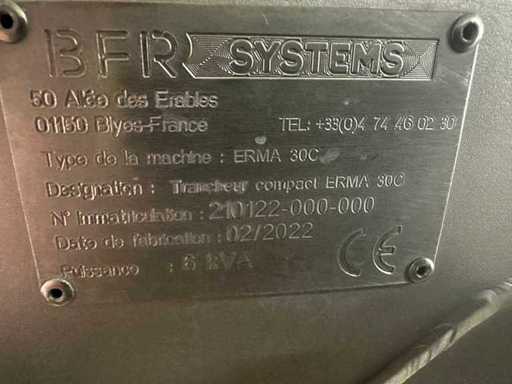 BFR SYSTEMS
50 Allée des Erables
01150 Blyes-France TEL: +33(0)4 74 46 02 30
Type de la machine : ERMA 30C
Designation : Trancheur compact ERMA 30C
N° Immatriculation : 210122-000-000
Date de fabrication : 02/2022
Puissance : 6 kVA
CE